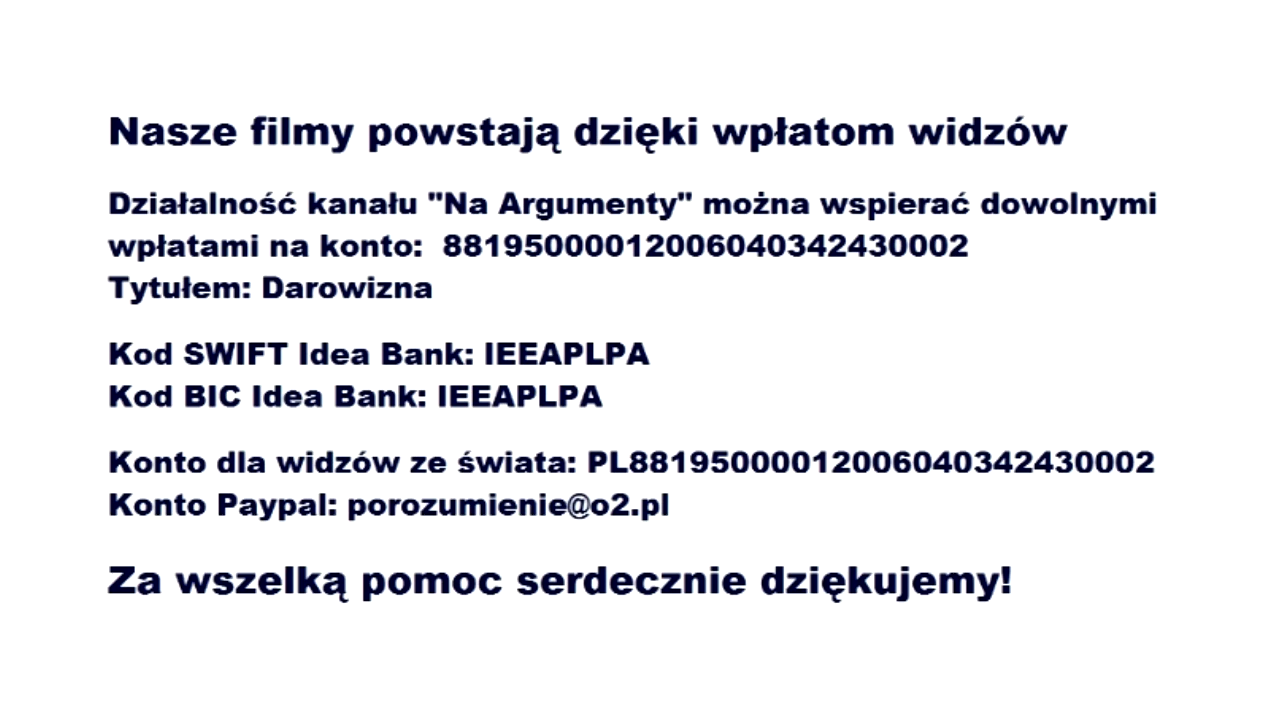 Nasze filmy powstają dzięki wpłatom widzów
Działalność kanału "Na Argumenty" można wspierać dowolnymi
wpłatami na konto: 88195000012006040342430002
Tytułem: Darowizna
Kod SWIFT Idea Bank: IEEAPLPA
Kod BIC Idea Bank: IEEAPLPA
Konto dla widzów ze świata: PL88195000012006040342430002
Konto Paypal: porozumienie@o2.pl
Za wszelką pomoc serdecznie dziękujemy!